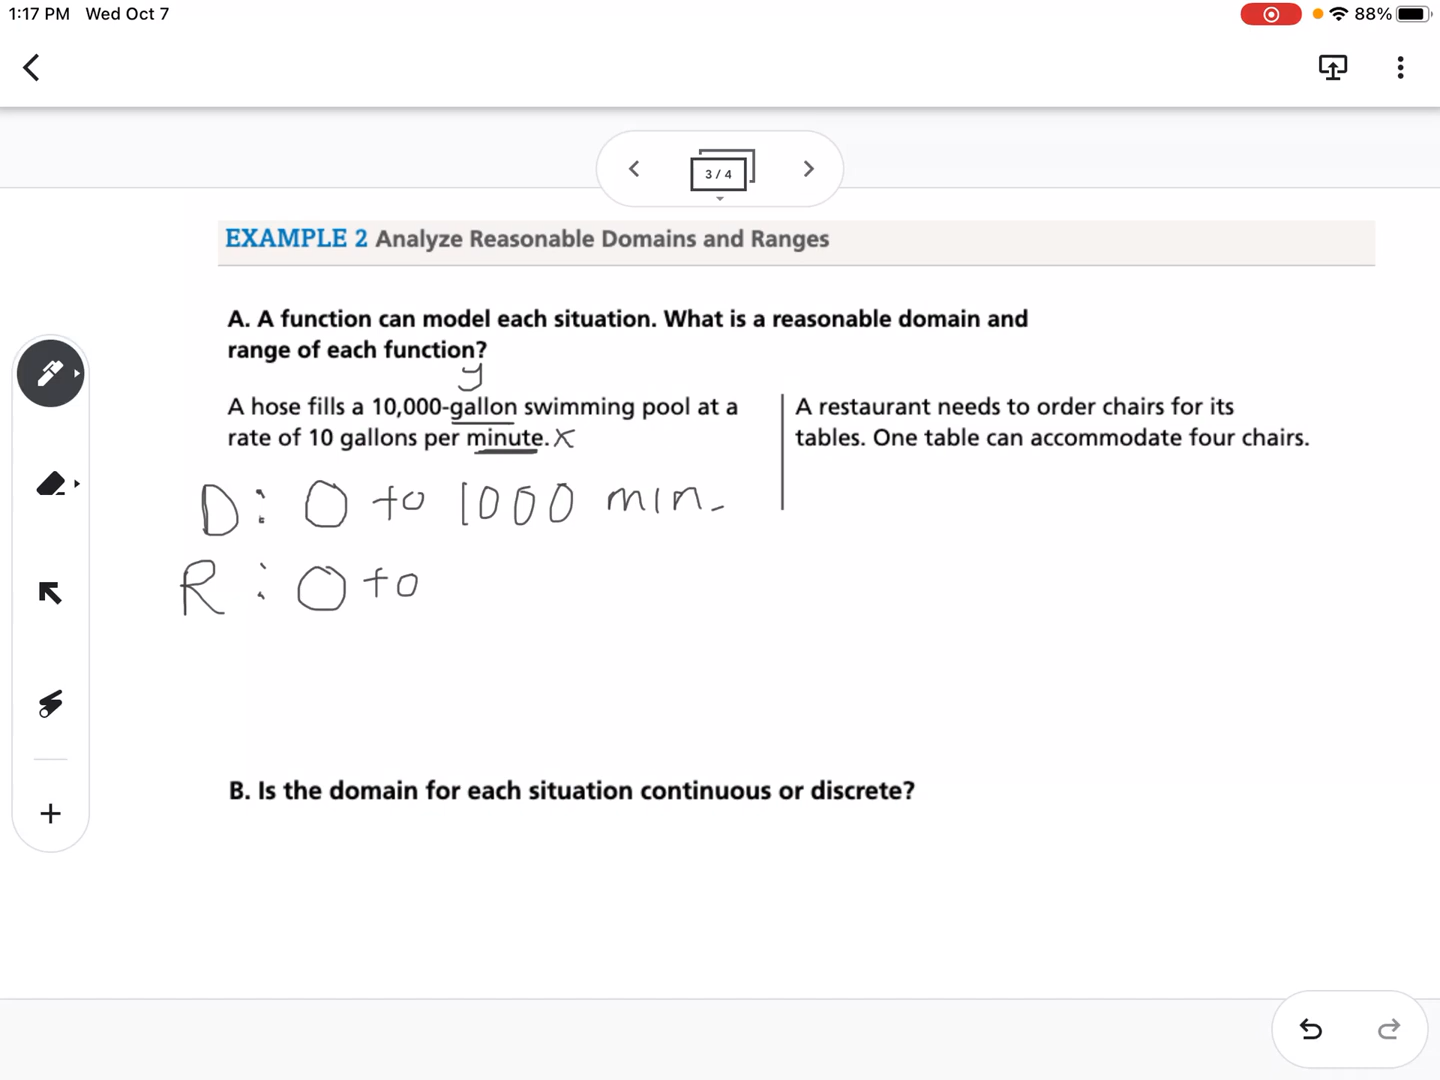 1:17 PM Wed Oct 7
88%
3 / 4
EXAMPLE 2 Analyze Reasonable Domains and Ranges
A. A function can model each situation. What is a reasonable domain and
range of each function?
y
A hose fills a 10,000-gallon swimming pool at a
rate of 10 gallons per minute. x
A restaurant needs to order chairs for its
tables. One table can accommodate four chairs.
D: 0 to 1000 min.
R: 0 to
B. Is the domain for each situation continuous or discrete?